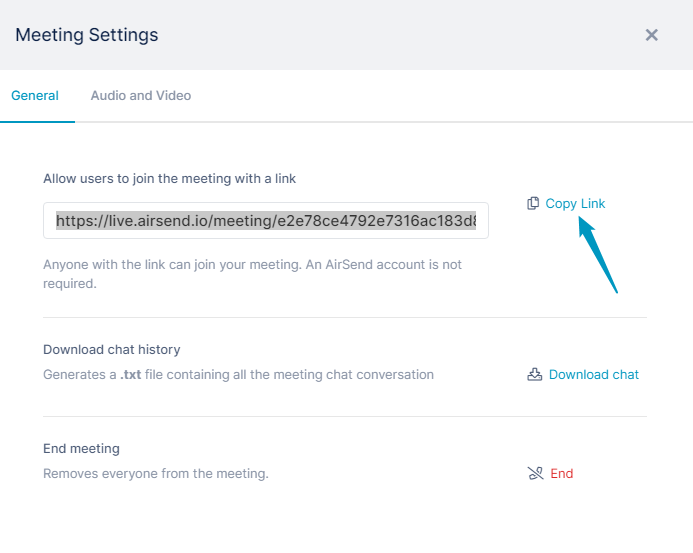 Meeting Settings
General
Audio and Video
Allow users to join the meeting with a link
https://live.airsend.io/meeting/e2e78ce4792e7316ac183d8
Copy Link
Anyone with the link can join your meeting. An AirSend account is not
required.
Download chat history
Generates a .txt file containing all the meeting chat conversation
Download chat
End meeting
Removes everyone from the meeting.
End